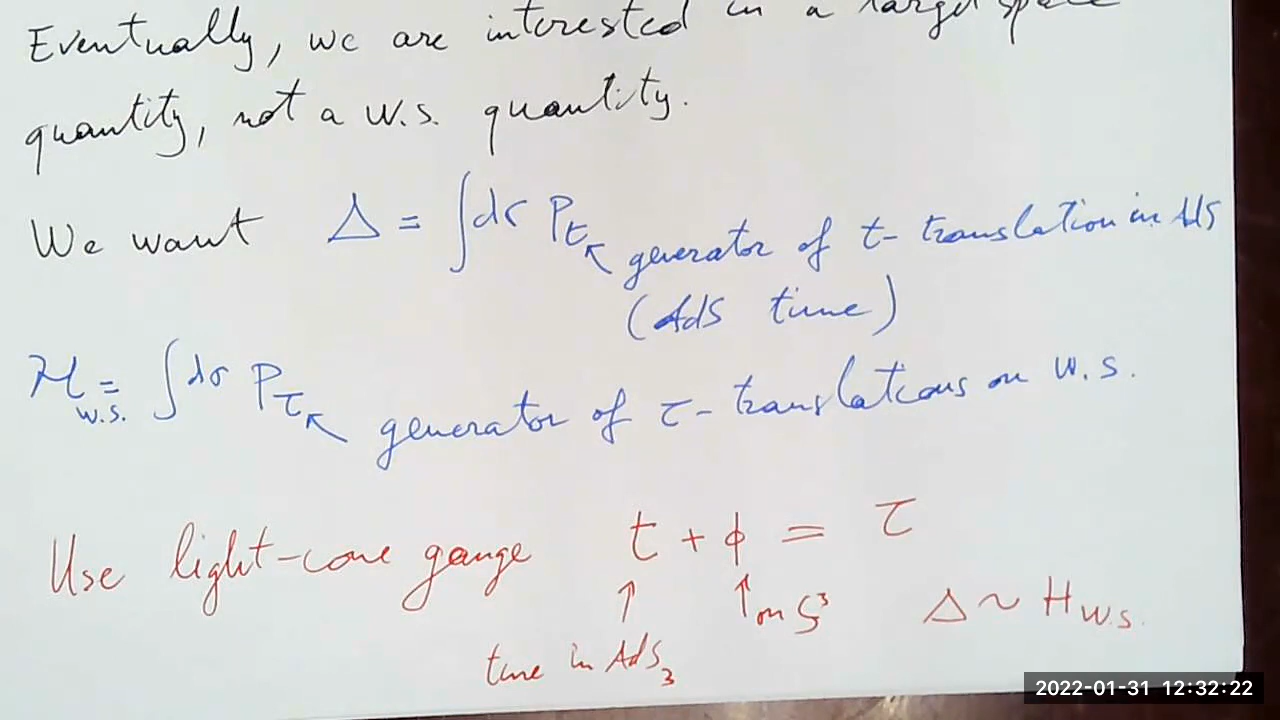 Eventually, we are interested in a target space
quantity, not a w.s. quantity.
We want Δ = ∫dσ P_t ↖ generator of t-translation in AdS
(AdS time)
H_w.s. = ∫dσ P_τ ↖ generator of τ-translations on w.s.
Use light-cone gauge t + ϕ = τ
↑ ↑ on S³ Δ ~ H_w.s.
time in AdS₃
2022-01-31 12:32:22